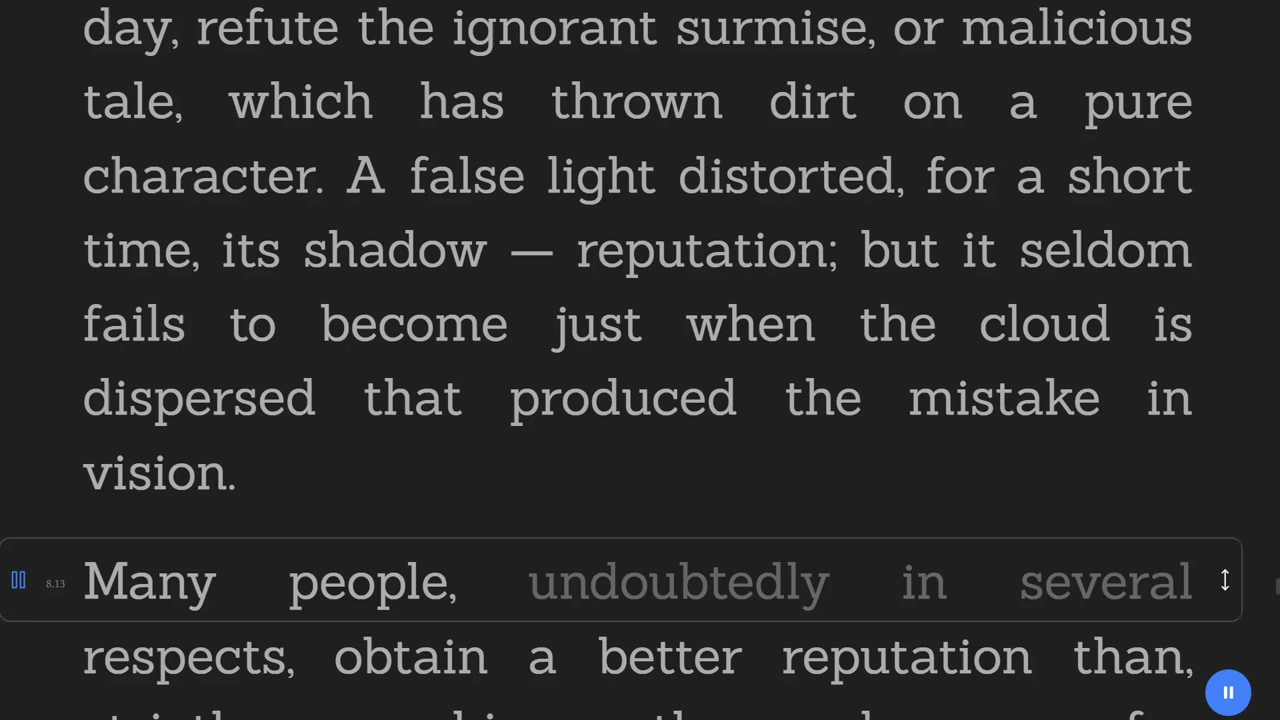 day, refute the ignorant surmise, or malicious
tale, which has thrown dirt on a pure
character. A false light distorted, for a short
time, its shadow — reputation; but it seldom
fails to become just when the cloud is
dispersed that produced the mistake in
vision.
8.13 Many people, undoubtedly in several
respects, obtain a better reputation than,